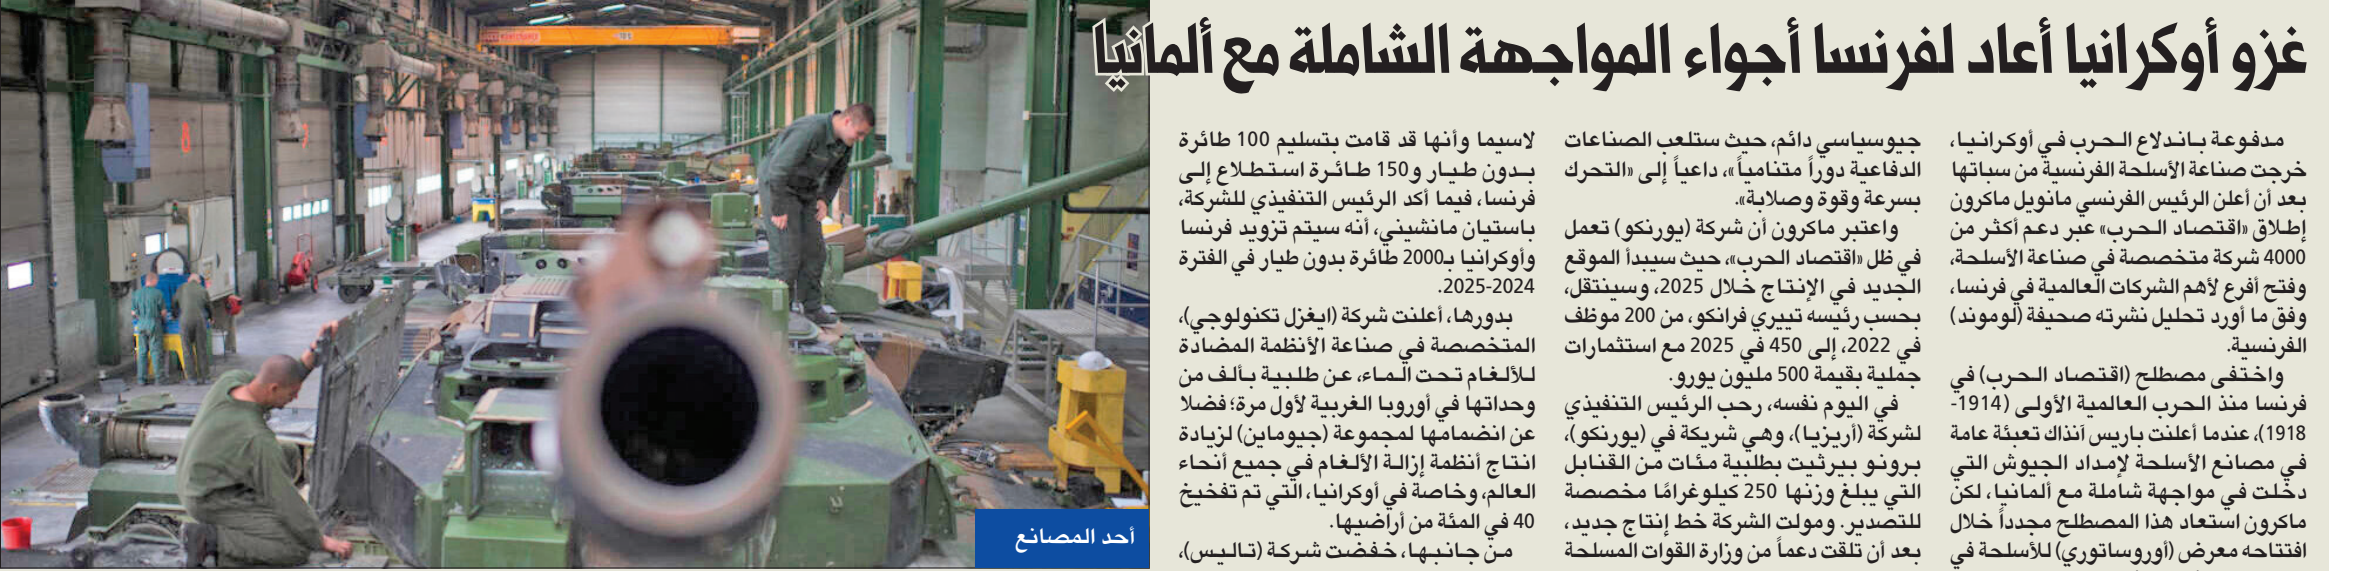 غزو أوكرانيا أعاد لفرنسا أجواء المواجهة الشاملة مع ألمانيا
مدفوعة باندلاع الحرب في أوكرانيا،
خرجت صناعة الأسلحة الفرنسية من سباتها
بعد أن أعلن الرئيس الفرنسي مانويل ماكرون
إطلاق «اقتصاد الحرب» عبر دعم أكثر من
4000 شركة متخصصة في صناعة الأسلحة،
وفتح أفرع لأهم الشركات العالمية في فرنسا،
وفق ما أورد تحليل نشرته صحيفة (لوموند)
الفرنسية.
واختفى مصطلح (اقتصاد الحرب) في
فرنسا منذ الحرب العالمية الأولى (1914-
1918)، عندما أعلنت باريس آنذاك تعبئة عامة
في مصانع الأسلحة لإمداد الجيوش التي
دخلت في مواجهة شاملة مع ألمانيا، لكن
ماكرون استعاد هذا المصطلح مجدداً خلال
افتتاحه معرض (أوروساتوري) للأسلحة في
جيوسياسي دائم، حيث ستلعب الصناعات
الدفاعية دوراً متنامياً»، داعياً إلى «التحرك
بسرعة وقوة وصلابة».
واعتبر ماكرون أن شركة (يورنكو) تعمل
في ظل «اقتصاد الحرب»، حيث سيبدأ الموقع
الجديد في الإنتاج خلال 2025، وسينتقل،
بحسب رئيسه تييري فرانكو، من 200 موظف
في 2022، إلى 450 في 2025 مع استثمارات
جملية بقيمة 500 مليون يورو.
في اليوم نفسه، رحب الرئيس التنفيذي
لشركة (أريزيا)، وهي شريكة في (يورنكو)،
برونو بيرثيت بطلبية مئات من القنابل
التي يبلغ وزنها 250 كيلوغرامًا مخصصة
للتصدير. ومولت الشركة خط إنتاج جديد،
بعد أن تلقت دعماً من وزارة القوات المسلحة
لاسيما وأنها قد قامت بتسليم 100 طائرة
بدون طيار و150 طائرة استطلاع إلى
فرنسا، فيما أكد الرئيس التنفيذي للشركة،
باستيان مانشيني، أنه سيتم تزويد فرنسا
وأوكرانيا بـ2000 طائرة بدون طيار في الفترة
2024-2025.
بدورها، أعلنت شركة (ايغزل تكنولوجي)،
المتخصصة في صناعة الأنظمة المضادة
للألغام تحت الماء، عن طلبية بألف من
وحداتها في أوروبا الغربية لأول مرة؛ فضلا
عن انضمامها لمجموعة (جيوماين) لزيادة
انتاج أنظمة إزالة الألغام في جميع أنحاء
العالم، وخاصة في أوكرانيا، التي تم تفخيخ
40 في المئة من أراضيها.
من جانبها، خفضت شركة (تاليس)،
أحد المصانع